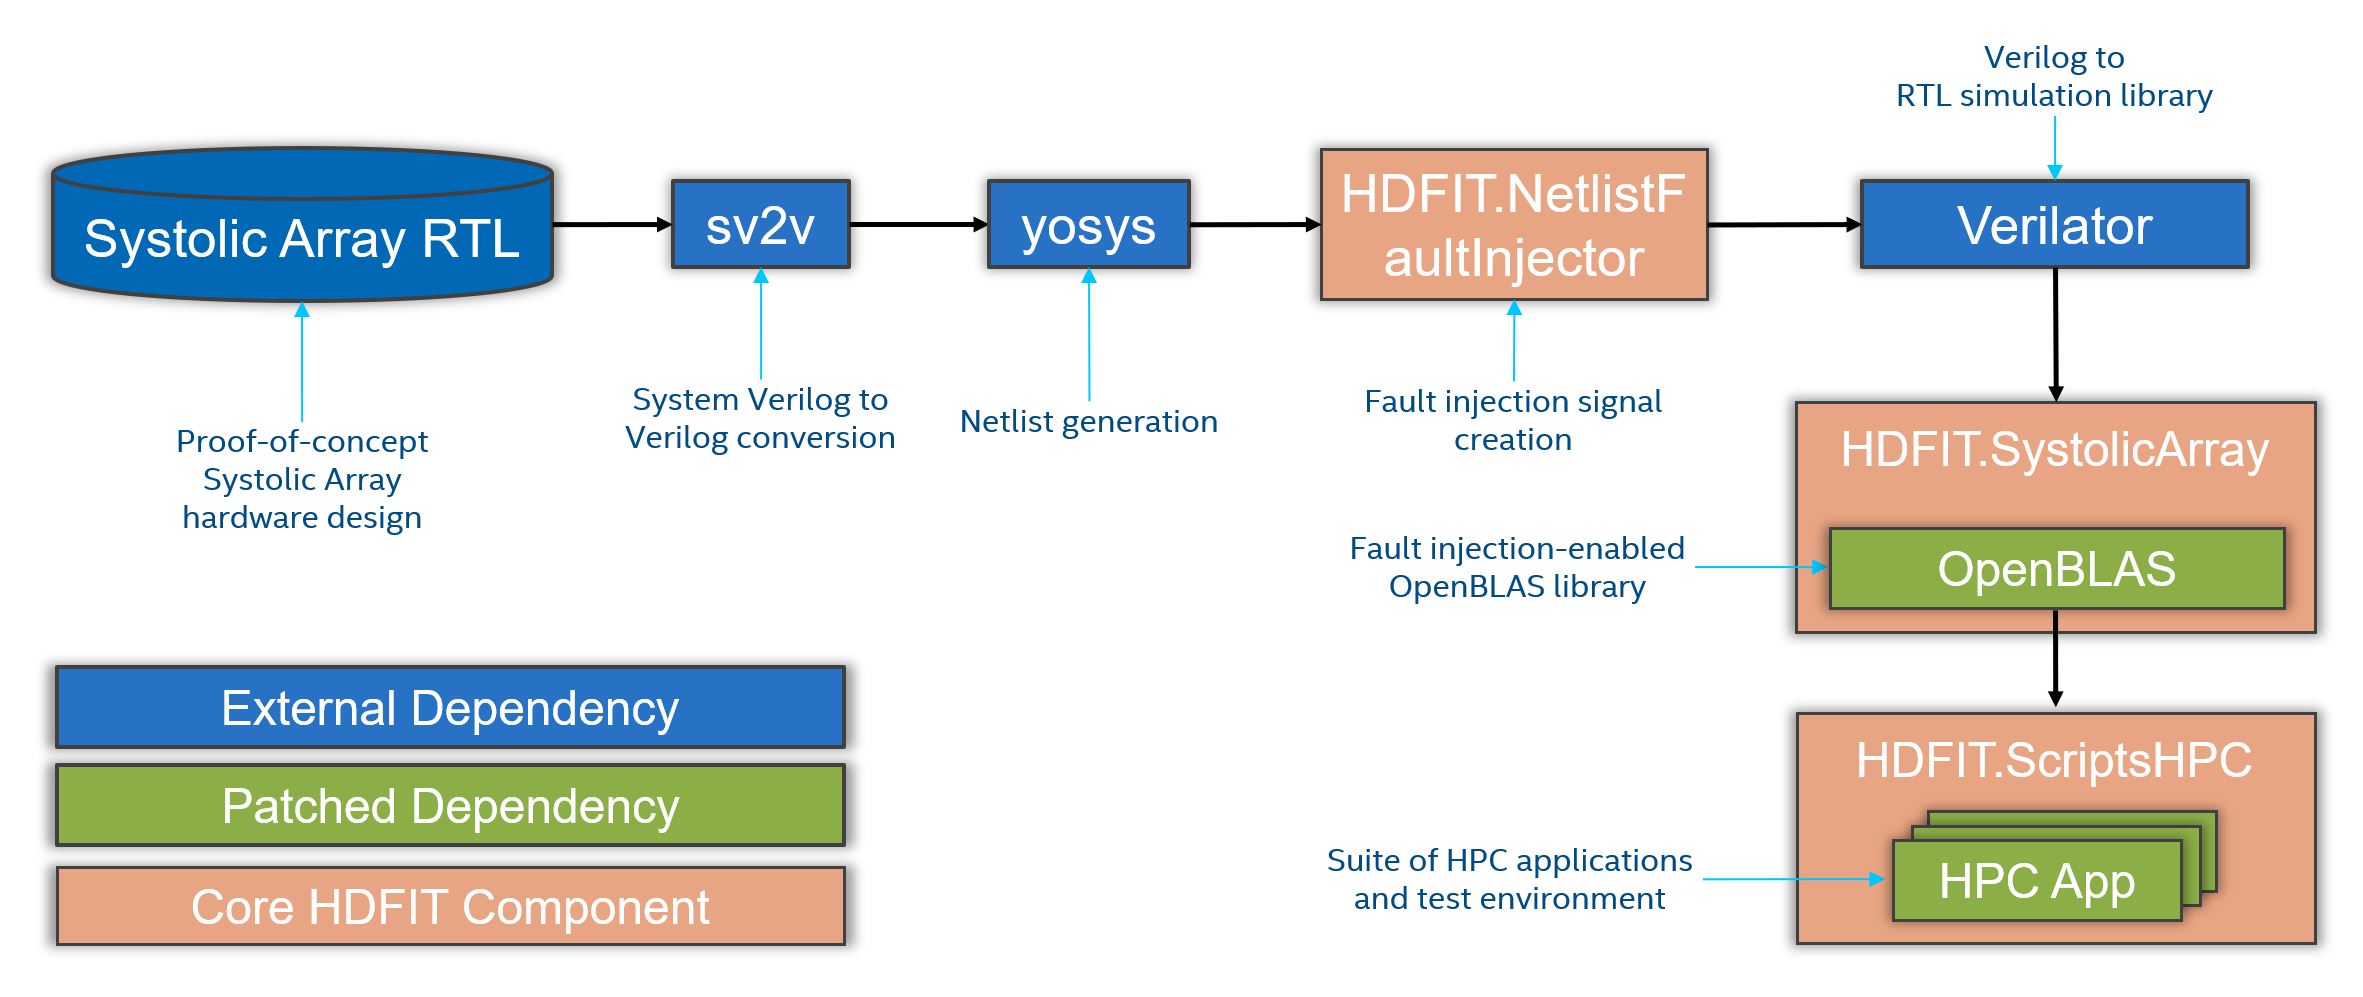 Verilog to
RTL simulation library
Systolic Array RTL
sv2v
yosys
HDFIT.NetlistF
aultInjector
Verilator
Proof-of-concept
Systolic Array
hardware design
System Verilog to
Verilog conversion
Netlist generation
Fault injection signal
creation
HDFIT.SystolicArray
Fault injection-enabled
OpenBLAS library
OpenBLAS
External Dependency
Patched Dependency
Core HDFIT Component
HDFIT.ScriptsHPC
Suite of HPC applications
and test environment
HPC App